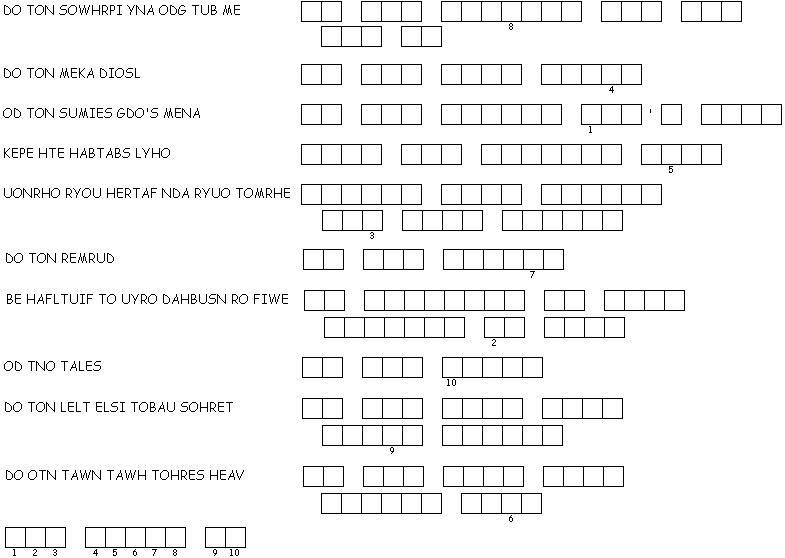 DO TON SOWHRPI YNA ODG TUB ME
8
DO TON MEKA DIOSL
4
OD TON SUMIES GDO'S MENA
'
1
KEPE HTE HABTABS LYHO
5
UONRHO RYOU HERTAF NDA RYUO TOMRHE
3
DO TON REMRUD
7
BE HAFLTUIF TO UYRO DAHBUSN RO FIWE
2
OD TNO TALES
10
DO TON LELT ELSI TOBAU SOHRET
9
DO OTN TAWN TAWH TOHRES HEAV
6
1 2 3 4 5 6 7 8 9 10